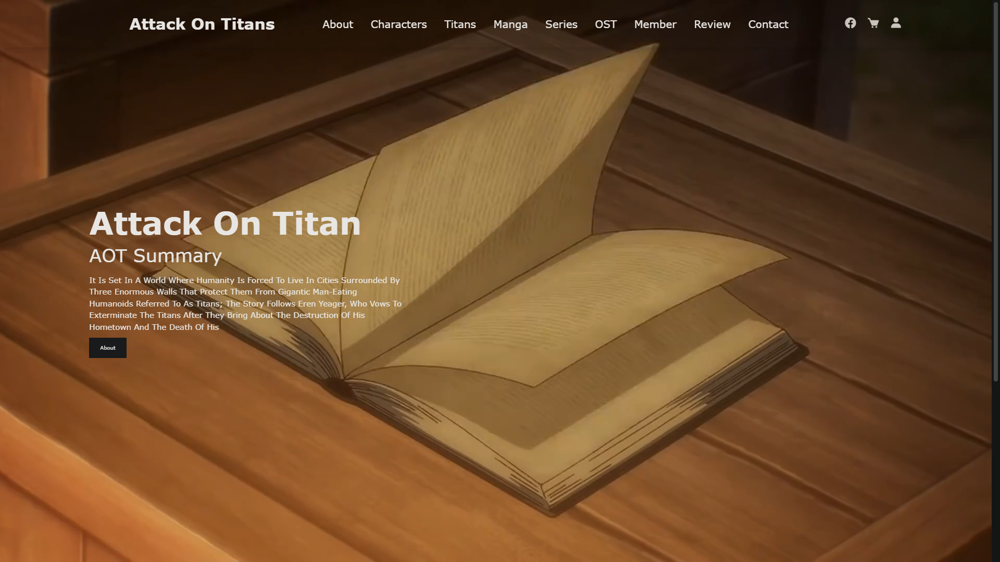 Attack On Titans
About Characters Titans Manga Series OST Member Review Contact
Attack On Titan
AOT Summary
It Is Set In A World Where Humanity Is Forced To Live In Cities Surrounded By
Three Enormous Walls That Protect Them From Gigantic Man-Eating
Humanoids Referred To As Titans; The Story Follows Eren Yeager, Who Vows To
Exterminate The Titans After They Bring About The Destruction Of His
Hometown And The Death Of His
About